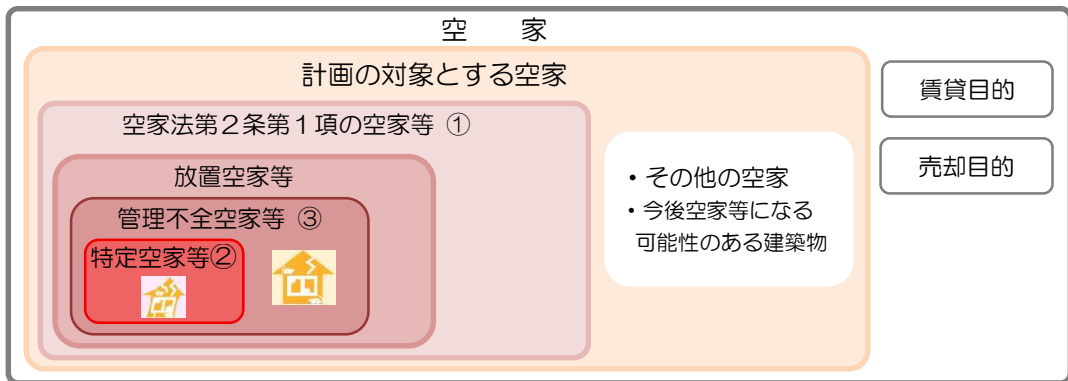 空　家
計画の対象とする空家
空家法第２条第１項の空家等 ①
放置空家等
管理不全空家等 ③
特定空家等②
・その他の空家
・今後空家等になる
可能性のある建築物
賃貸目的
売却目的